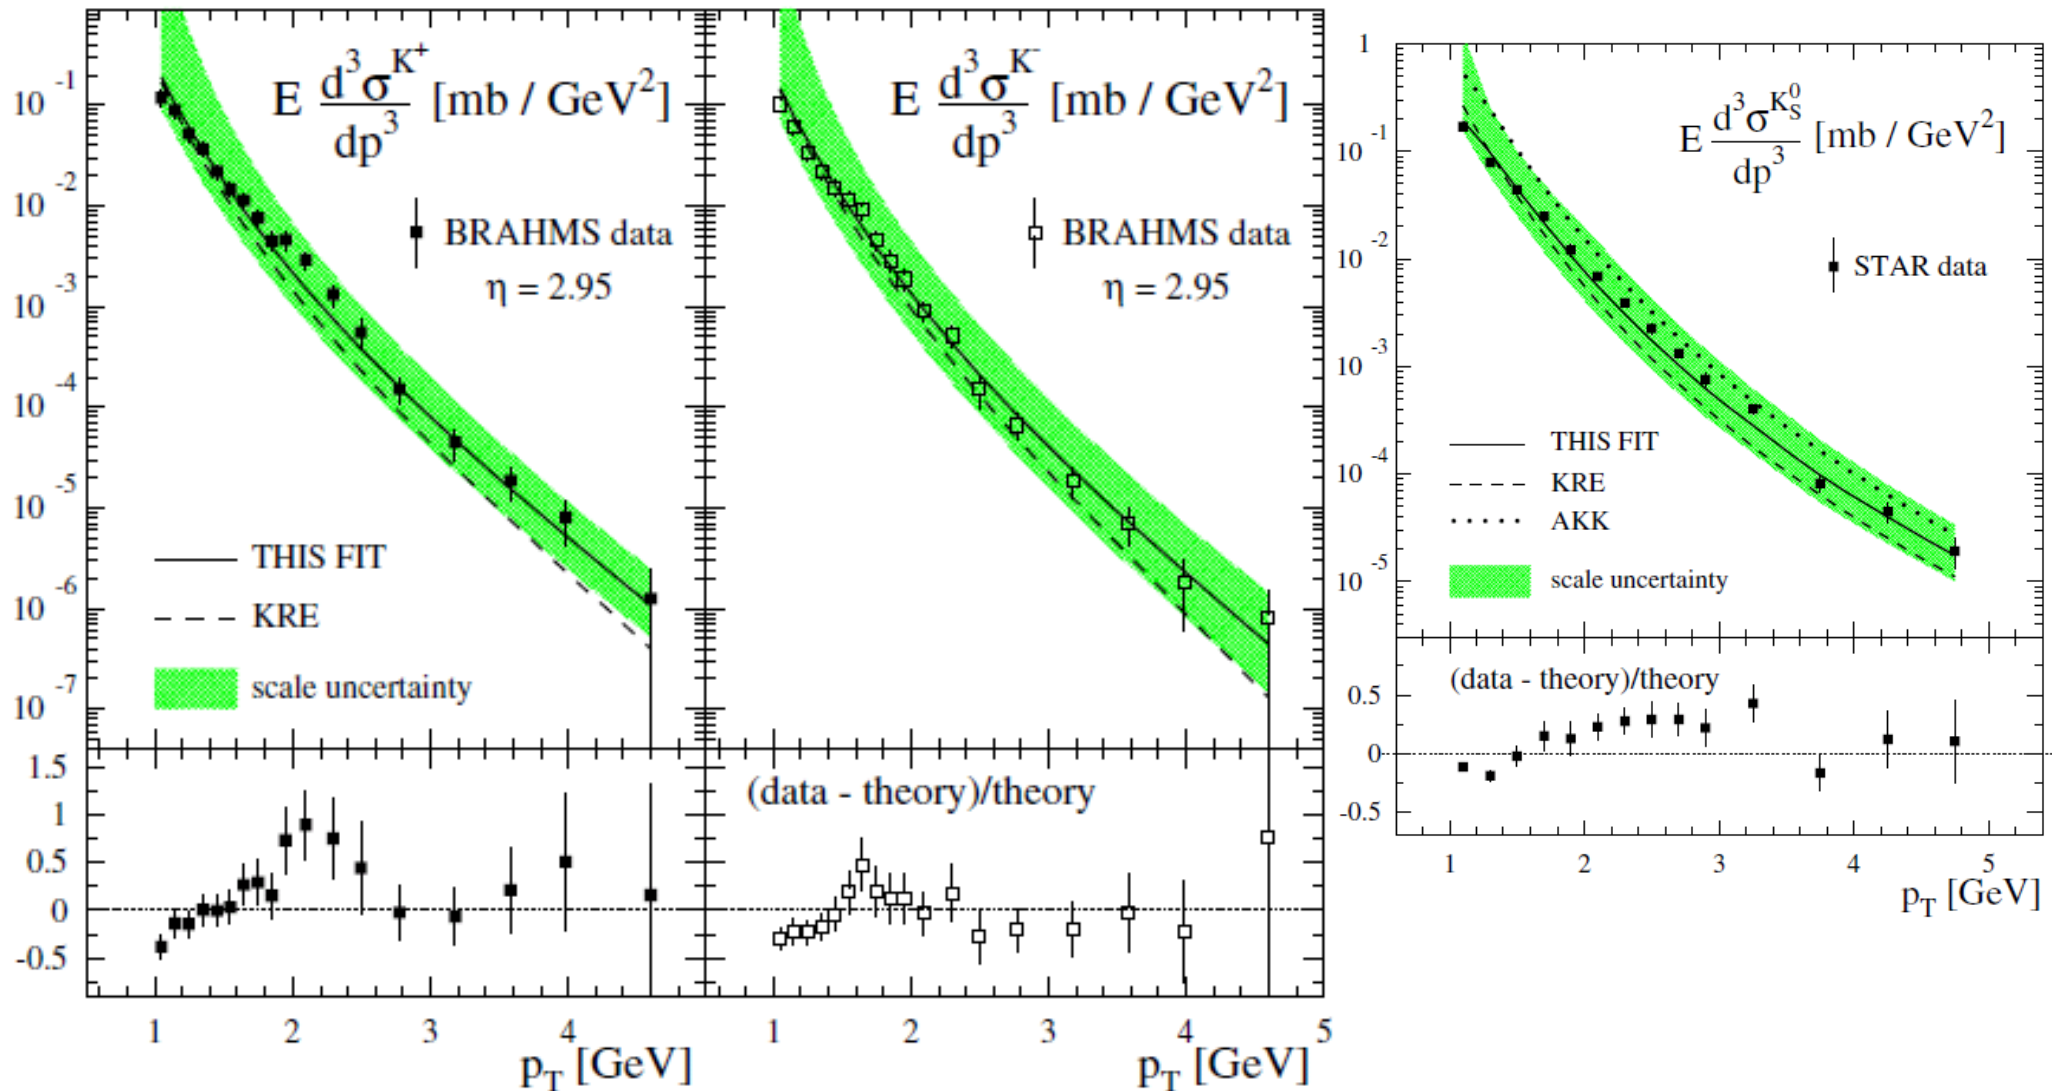 E d³σ^K⁺ / dp³ [mb / GeV²]
BRAHMS data
η = 2.95
THIS FIT
KRE
scale uncertainty
10⁻¹
10⁻²
10⁻³
10⁻⁴
10⁻⁵
10⁻⁶
10⁻⁷
1.5
1
0.5
0
-0.5
1 2 3 4
p_T [GeV]
E d³σ^K⁻ / dp³ [mb / GeV²]
BRAHMS data
η = 2.95
(data - theory)/theory
1 2 3 4 5
p_T [GeV]
E d³σ^K⁰_S / dp³ [mb / GeV²]
STAR data
THIS FIT
KRE
AKK
scale uncertainty
1
10⁻¹
10⁻²
10⁻³
10⁻⁴
10⁻⁵
(data - theory)/theory
0.5
0
-0.5
1 2 3 4 5
p_T [GeV]